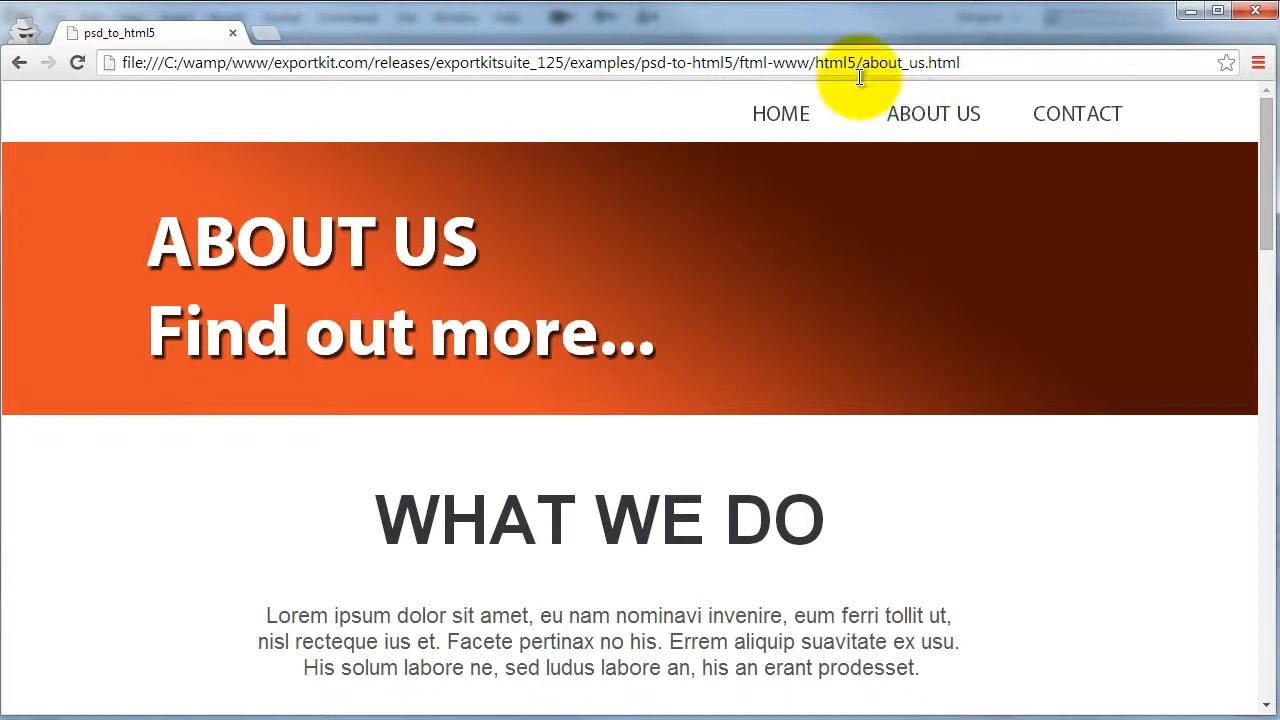 psd_to_html5
file:///C:/wamp/www/exportkit.com/releases/exportkitsuite_125/examples/psd-to-html5/ftml-www/html5/about_us.html
HOME ABOUT US CONTACT
ABOUT US
Find out more...
WHAT WE DO
Lorem ipsum dolor sit amet, eu nam nominavi invenire, eum ferri tollit ut,
nisl recteque ius et. Facete pertinax no his. Errem aliquip suavitate ex usu.
His solum labore ne, sed ludus labore an, his an erant prodesset.